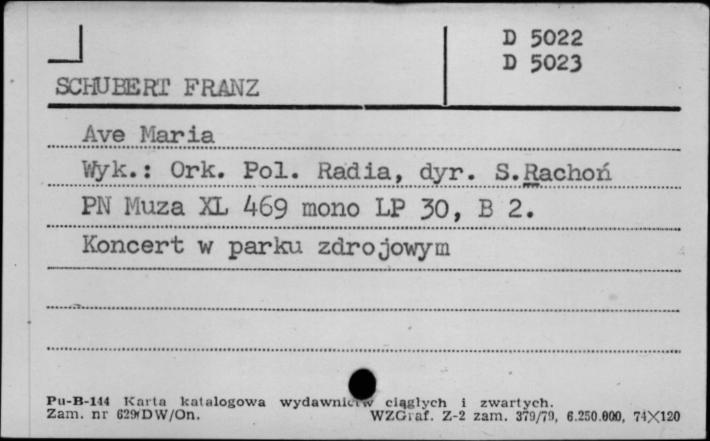 D 5022
D 5023
SCHUBERT FRANZ
Ave Maria
Wyk.: Ork. Pol. Radia, dyr. S.Rachoń
PN Muza XL 469 mono LP 30, B 2.
Koncert w parku zdrojowym
Pu-B-144 Karta katalogowa wydawnictw ciągłych i zwartych.
Zam. nr 629/DW/On. WZGraf. Z-2 zam. 379/79, 6.250.000, 74X120